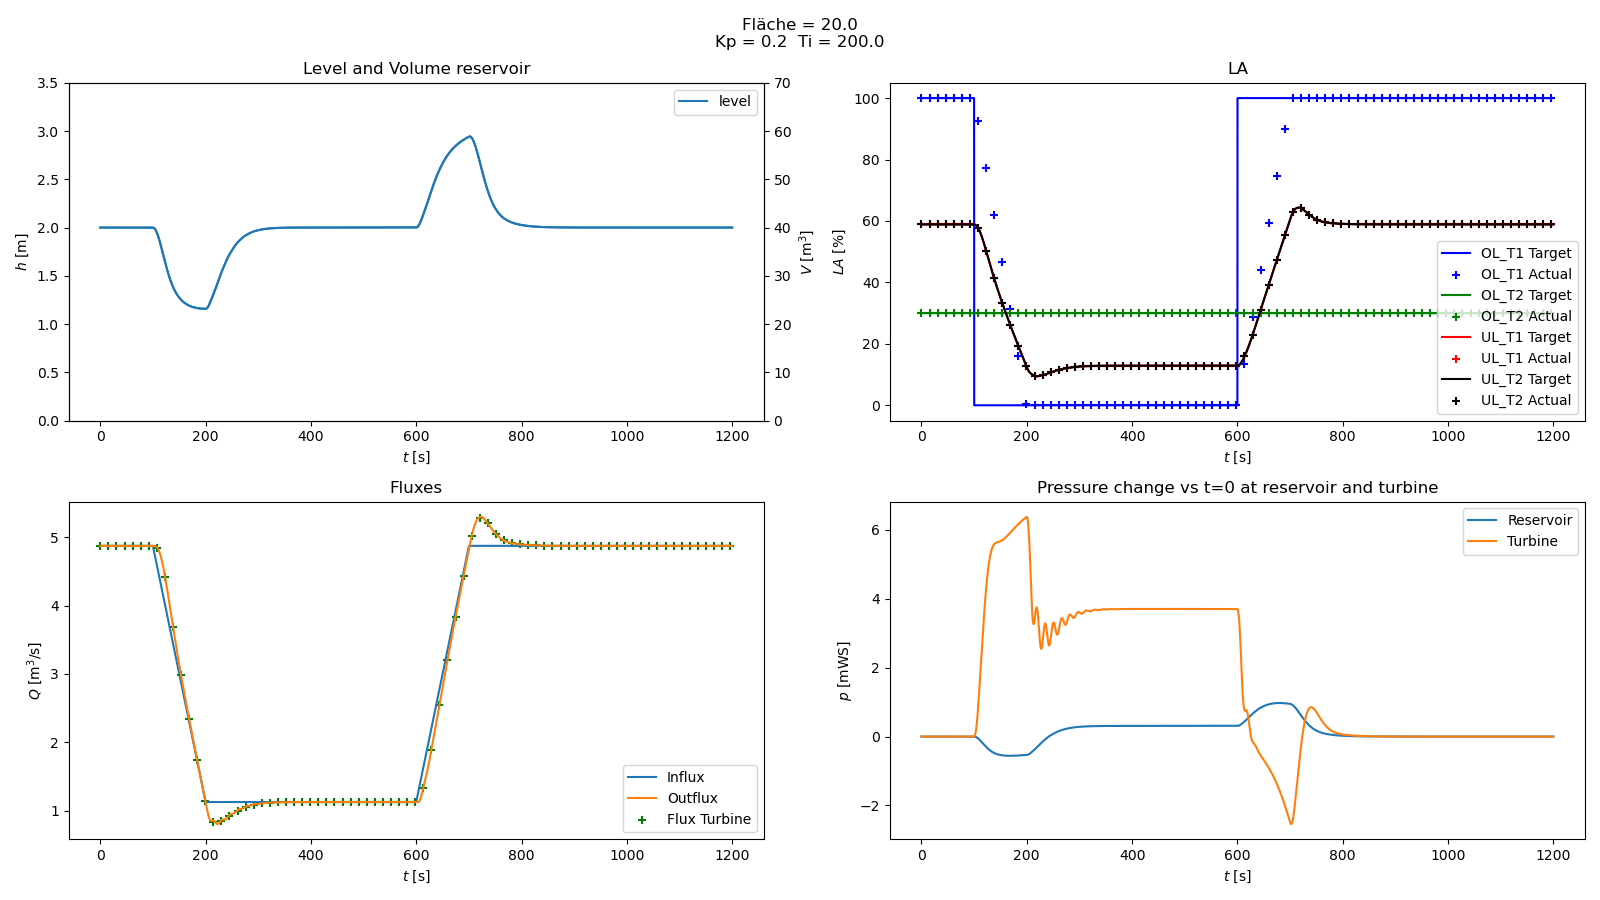 Fläche = 20.0
Kp = 0.2  Ti = 200.0
Level and Volume reservoir
3.5
3.0
2.5
2.0
1.5
1.0
0.5
0.0
h [m]
70
60
50
40
30
20
10
0
V [m³]
level
0 200 400 600 800 1000 1200
t [s]
LA
100
80
60
40
20
0
LA [%]
OL_T1 Target
OL_T1 Actual
OL_T2 Target
OL_T2 Actual
UL_T1 Target
UL_T1 Actual
UL_T2 Target
UL_T2 Actual
0 200 400 600 800 1000 1200
t [s]
Fluxes
5
4
3
2
1
Q [m³/s]
Influx
Outflux
Flux Turbine
0 200 400 600 800 1000 1200
t [s]
Pressure change vs t=0 at reservoir and turbine
6
4
2
0
−2
p [mWS]
Reservoir
Turbine
0 200 400 600 800 1000 1200
t [s]